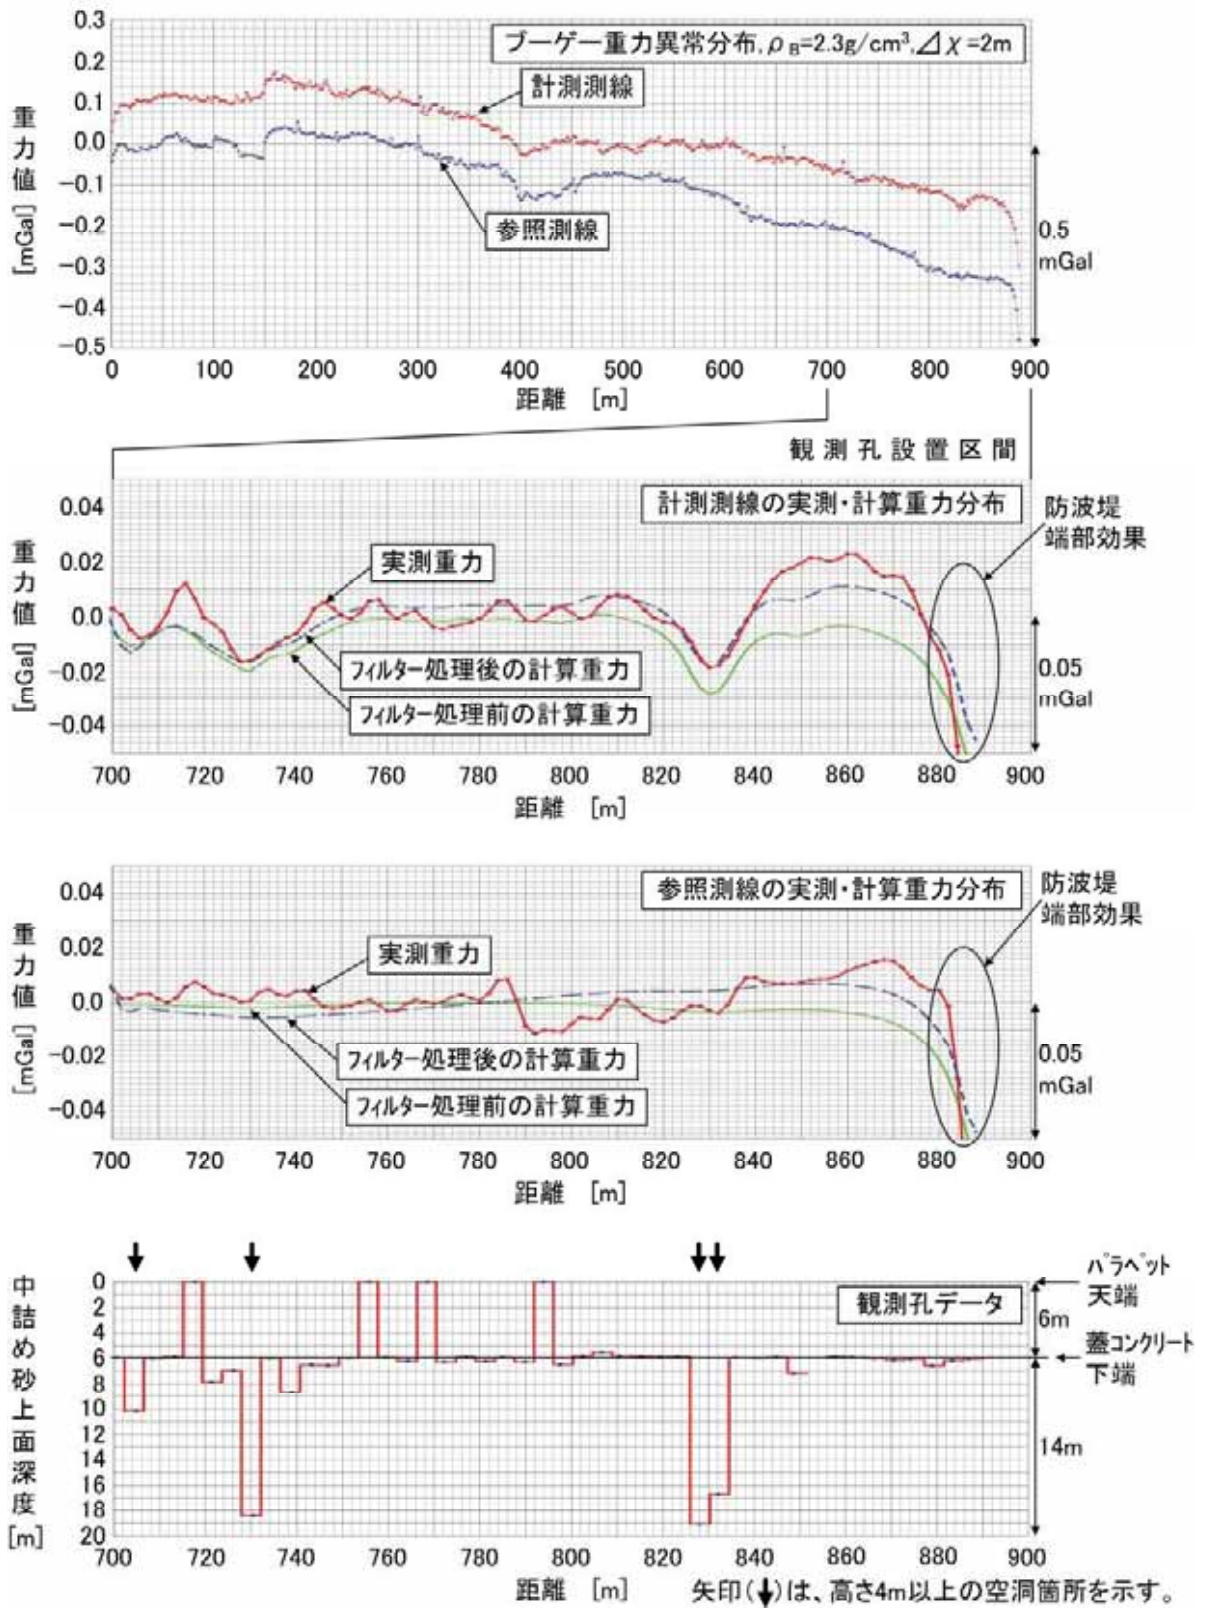 ブーゲー重力異常分布,ρB=2.3g/cm³,⊿χ=2m
計測測線
参照測線
重力値 [mGal]
0.3
0.2
0.1
0.0
−0.1
−0.2
−0.3
−0.4
−0.5
0.5 mGal
0 100 200 300 400 500 600 700 800 900
距離 [m]
観測孔設置区間
計測測線の実測・計算重力分布
防波堤
端部効果
実測重力
フィルター処理後の計算重力
フィルター処理前の計算重力
重力値 [mGal]
0.04
0.02
0.0
−0.02
−0.04
0.05
mGal
700 720 740 760 780 800 820 840 860 880 900
距離 [m]
参照測線の実測・計算重力分布
防波堤
端部効果
実測重力
フィルター処理後の計算重力
フィルター処理前の計算重力
重力値 [mGal]
0.04
0.02
0.0
−0.02
−0.04
0.05
mGal
700 720 740 760 780 800 820 840 860 880 900
距離 [m]
観測孔データ
パラペット
天端
6m
蓋コンクリート
下端
14m
中詰め砂上面深度 [m]
0
2
4
6
8
10
12
14
16
18
20
700 720 740 760 780 800 820 840 860 880 900
距離 [m]
矢印(↓)は、高さ4m以上の空洞箇所を示す。